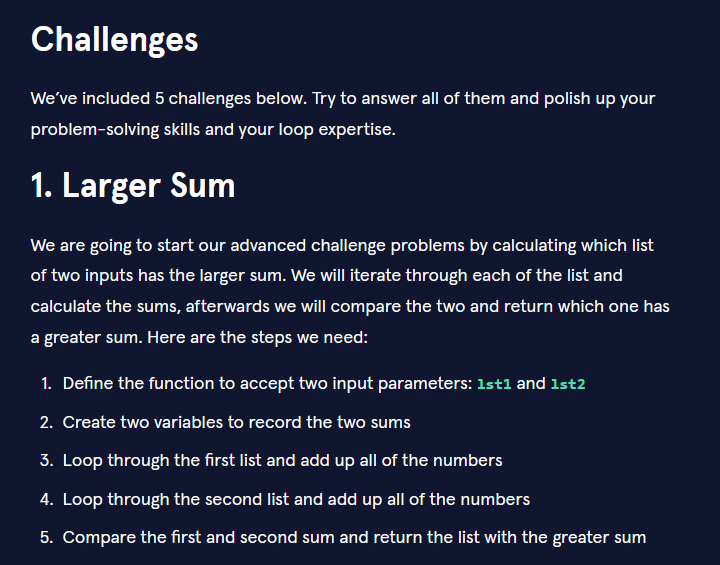 Challenges
We’ve included 5 challenges below. Try to answer all of them and polish up your
problem-solving skills and your loop expertise.
1. Larger Sum
We are going to start our advanced challenge problems by calculating which list
of two inputs has the larger sum. We will iterate through each of the list and
calculate the sums, afterwards we will compare the two and return which one has
a greater sum. Here are the steps we need:
1. Define the function to accept two input parameters: lst1 and lst2
2. Create two variables to record the two sums
3. Loop through the first list and add up all of the numbers
4. Loop through the second list and add up all of the numbers
5. Compare the first and second sum and return the list with the greater sum